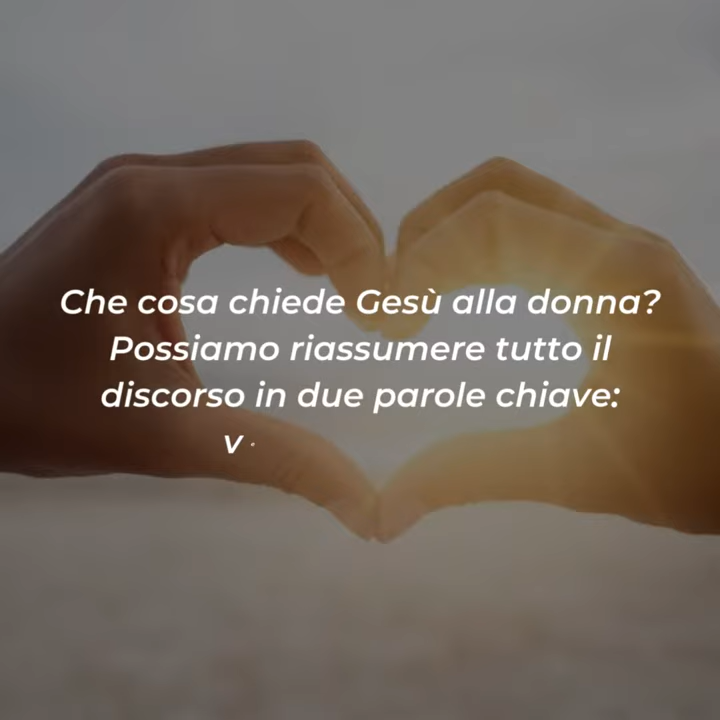 Che cosa chiede Gesù alla donna?
Possiamo riassumere tutto il
discorso in due parole chiave:
v